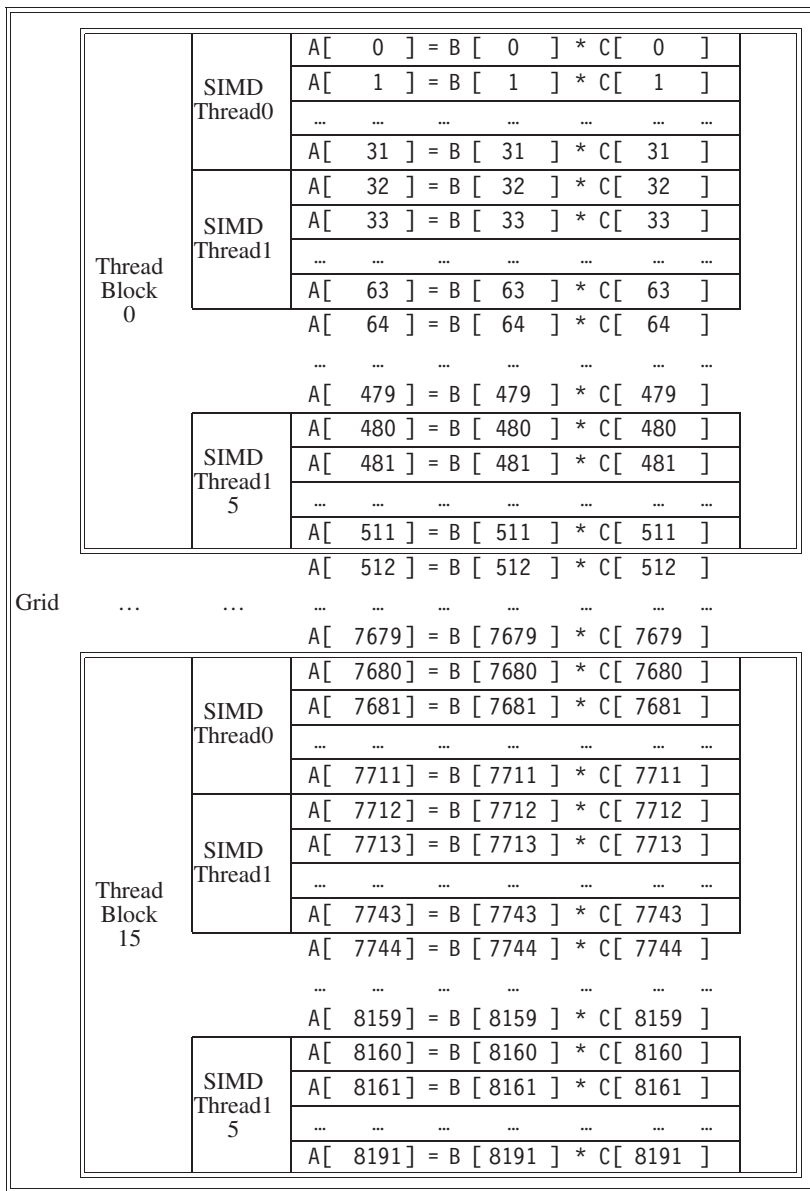 A[ 0 ] = B [ 0 ] * C[ 0 ]
SIMD Thread0
A[ 1 ] = B [ 1 ] * C[ 1 ]
... ... ... ... ... ... ...
A[ 31 ] = B [ 31 ] * C[ 31 ]
Thread Block 0
SIMD Thread1
A[ 32 ] = B [ 32 ] * C[ 32 ]
A[ 33 ] = B [ 33 ] * C[ 33 ]
... ... ... ... ... ... ...
A[ 63 ] = B [ 63 ] * C[ 63 ]
A[ 64 ] = B [ 64 ] * C[ 64 ]
... ... ... ... ... ... ...
A[ 479 ] = B [ 479 ] * C[ 479 ]
SIMD Thread1 5
A[ 480 ] = B [ 480 ] * C[ 480 ]
A[ 481 ] = B [ 481 ] * C[ 481 ]
... ... ... ... ... ... ...
A[ 511 ] = B [ 511 ] * C[ 511 ]
A[ 512 ] = B [ 512 ] * C[ 512 ]
Grid ... ... ... ... ... ... ... ... ...
A[ 7679] = B [ 7679 ] * C[ 7679 ]
SIMD Thread0
A[ 7680] = B [ 7680 ] * C[ 7680 ]
A[ 7681] = B [ 7681 ] * C[ 7681 ]
... ... ... ... ... ... ...
A[ 7711] = B [ 7711 ] * C[ 7711 ]
Thread Block 15
SIMD Thread1
A[ 7712] = B [ 7712 ] * C[ 7712 ]
A[ 7713] = B [ 7713 ] * C[ 7713 ]
... ... ... ... ... ... ...
A[ 7743] = B [ 7743 ] * C[ 7743 ]
A[ 7744] = B [ 7744 ] * C[ 7744 ]
... ... ... ... ... ... ...
A[ 8159] = B [ 8159 ] * C[ 8159 ]
SIMD Thread1 5
A[ 8160] = B [ 8160 ] * C[ 8160 ]
A[ 8161] = B [ 8161 ] * C[ 8161 ]
... ... ... ... ... ... ...
A[ 8191] = B [ 8191 ] * C[ 8191 ]